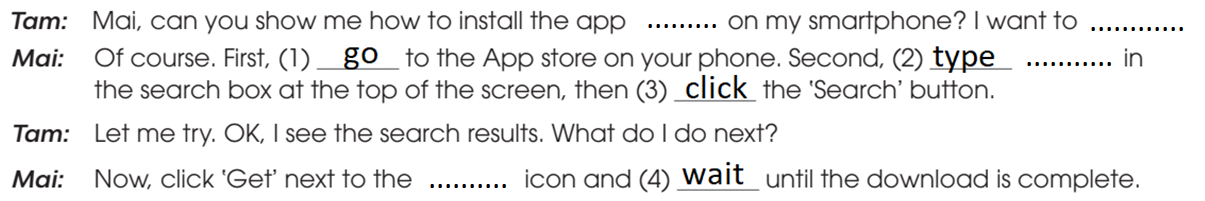 Tam: Mai, can you show me how to install the app ......... on my smartphone? I want to ............
Mai: Of course. First, (1) go to the App store on your phone. Second, (2) type ........... in
the search box at the top of the screen, then (3) click the 'Search' button.
Tam: Let me try. OK, I see the search results. What do I do next?
Mai: Now, click 'Get' next to the .......... icon and (4) wait until the download is complete.